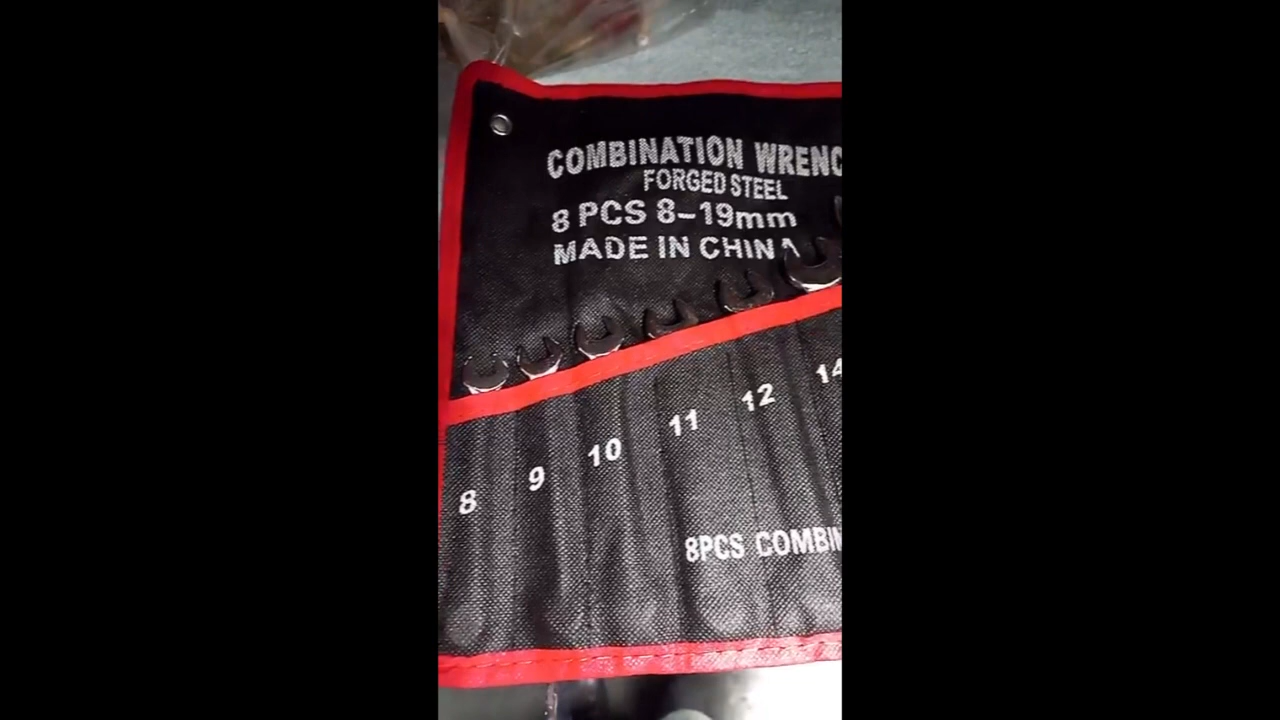 COMBINATION WRENC
FORGED STEEL
8 PCS 8-19mm
MADE IN CHINA
8 9 10 11 12 14
8PCS COMBIN